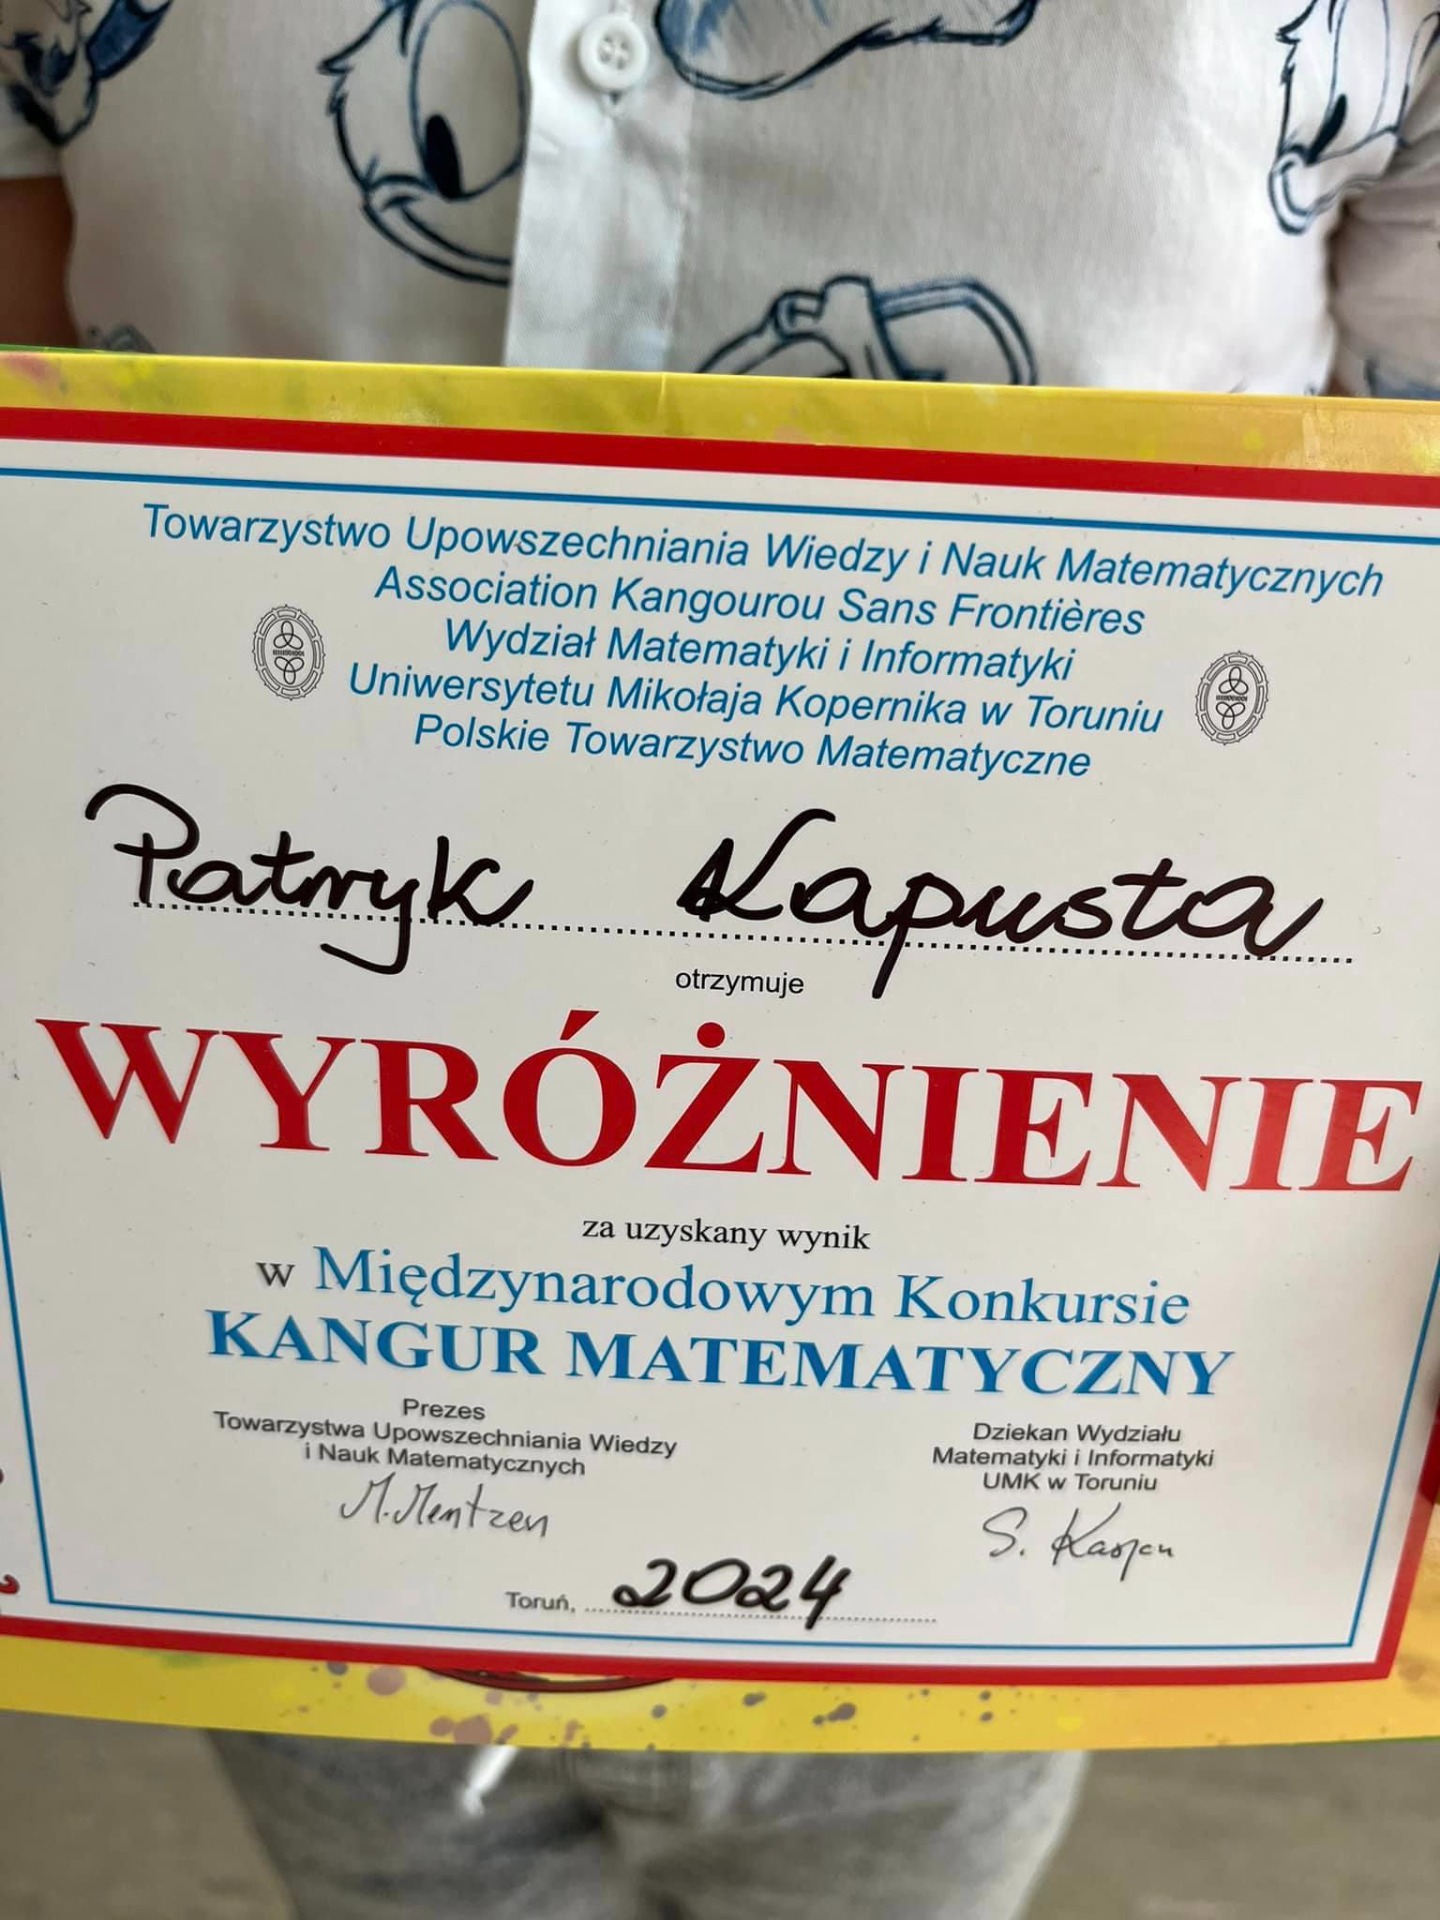 Towarzystwo Upowszechniania Wiedzy i Nauk Matematycznych
Association Kangourou Sans Frontières
Wydział Matematyki i Informatyki
Uniwersytetu Mikołaja Kopernika w Toruniu
Polskie Towarzystwo Matematyczne
Patryk Kapusta
otrzymuje
WYRÓŻNIENIE
za uzyskany wynik
w Międzynarodowym Konkursie
KANGUR MATEMATYCZNY
Prezes
Towarzystwa Upowszechniania Wiedzy
i Nauk Matematycznych
M. Mentzen
Dziekan Wydziału
Matematyki i Informatyki
UMK w Toruniu
S. Kasjan
Toruń, 2024